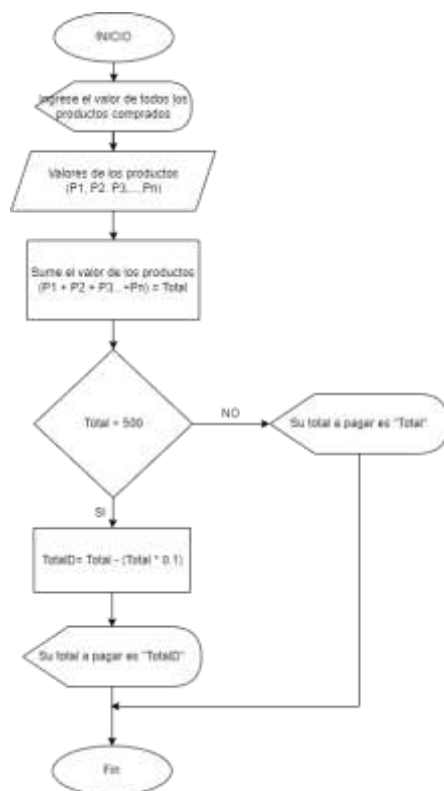 INICIO
Ingrese el valor de todos los
productos comprados
Valores de los productos
(P1, P2. P3,...,Pn)
Sume el valor de los productos
(P1 + P2 + P3...+Pn) = Total
Total ÷ 500
NO
Su total a pagar es "Total".
SI
TotalD= Total - (Total * 0.1)
Su total a pagar es "TotalD"
Fin